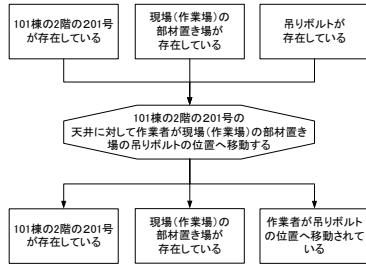 101棟の2階の201号
が存在している
現場(作業場)の
部材置き場が
存在している
吊りボルトが
存在している
101棟の2階の201号の
天井に対して作業者が現場(作業場)の部材置き
場の吊りボルトの位置へ移動する
101棟の2階の201号
が存在している
現場(作業場)の
部材置き場が
存在している
作業者が吊りボルト
の位置へ移動されて
いる